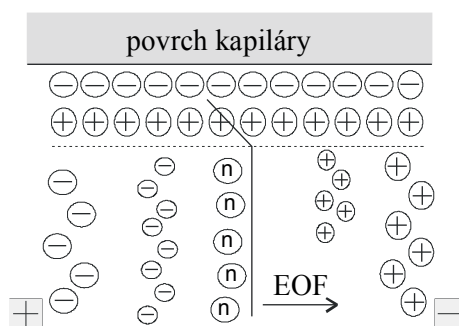 povrch kapiláry
− − − − − − − − − − − −
+ + + + + + + + + + + +
n
n
n
n
n
EOF
+ −